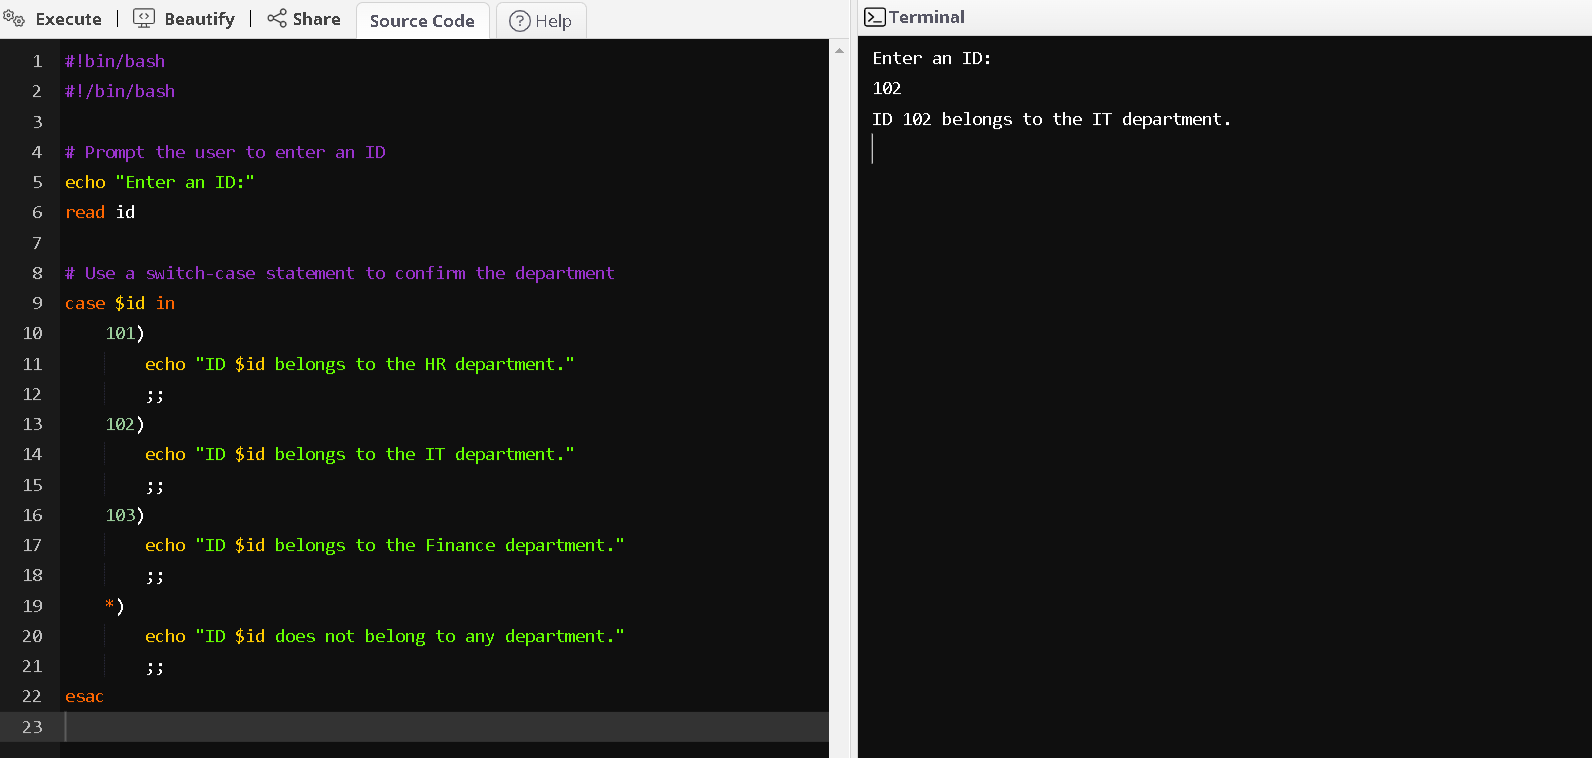 Execute | Beautify | Share Source Code ? Help
1 #!bin/bash
2 #!/bin/bash
3
4 # Prompt the user to enter an ID
5 echo "Enter an ID:"
6 read id
7
8 # Use a switch-case statement to confirm the department
9 case $id in
10     101)
11         echo "ID $id belongs to the HR department."
12         ;;
13     102)
14         echo "ID $id belongs to the IT department."
15         ;;
16     103)
17         echo "ID $id belongs to the Finance department."
18         ;;
19     *)
20         echo "ID $id does not belong to any department."
21         ;;
22 esac
23
Terminal
Enter an ID:
102
ID 102 belongs to the IT department.